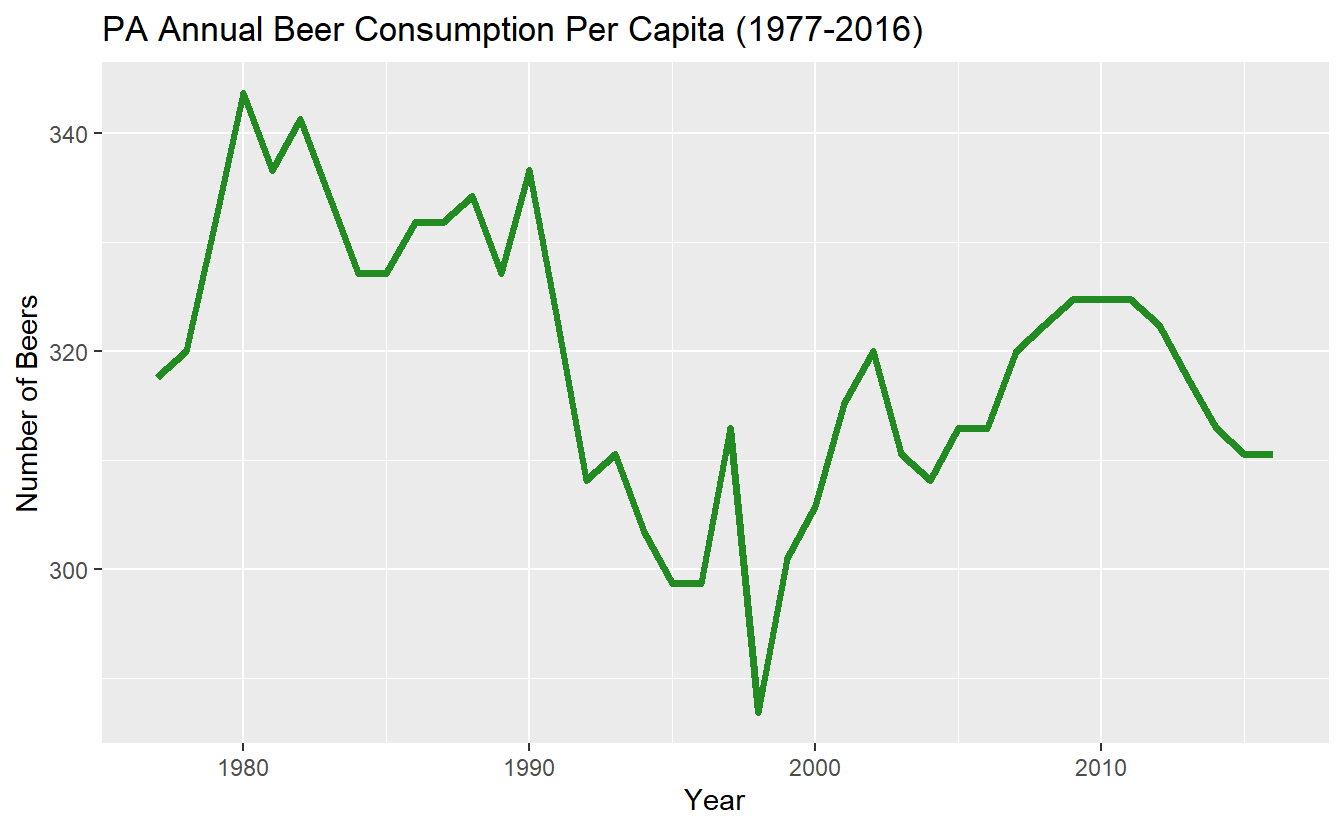 PA Annual Beer Consumption Per Capita (1977-2016)
Number of Beers
340
320
300
1980 1990 2000 2010
Year